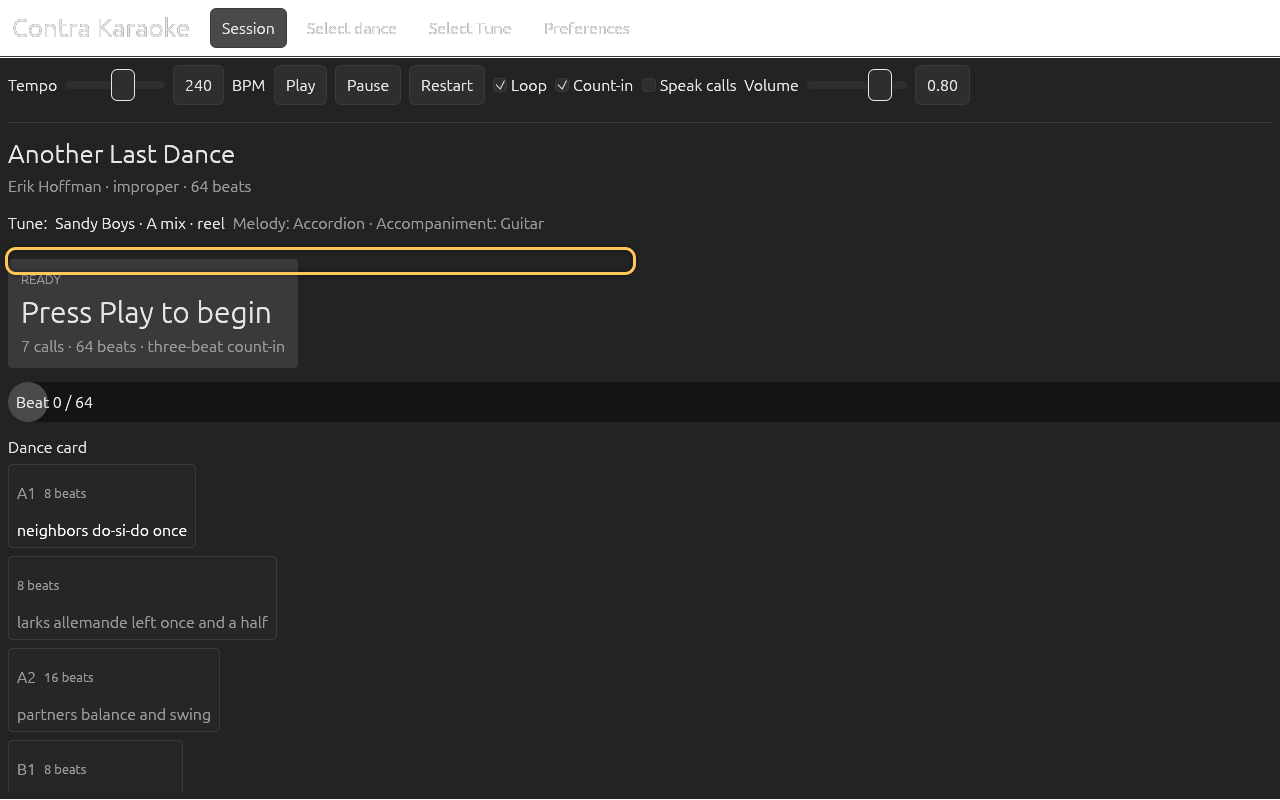 Contra Karaoke Session Select dance Select Tune Preferences
Tempo 240 BPM Play Pause Restart Loop Count-in Speak calls Volume 0.80
Another Last Dance
Erik Hoffman · improper · 64 beats
Tune: Sandy Boys · A mix · reel Melody: Accordion · Accompaniment: Guitar
READY
Press Play to begin
7 calls · 64 beats · three-beat count-in
Beat 0 / 64
Dance card
A1 8 beats
neighbors do-si-do once
8 beats
larks allemande left once and a half
A2 16 beats
partners balance and swing
B1 8 beats